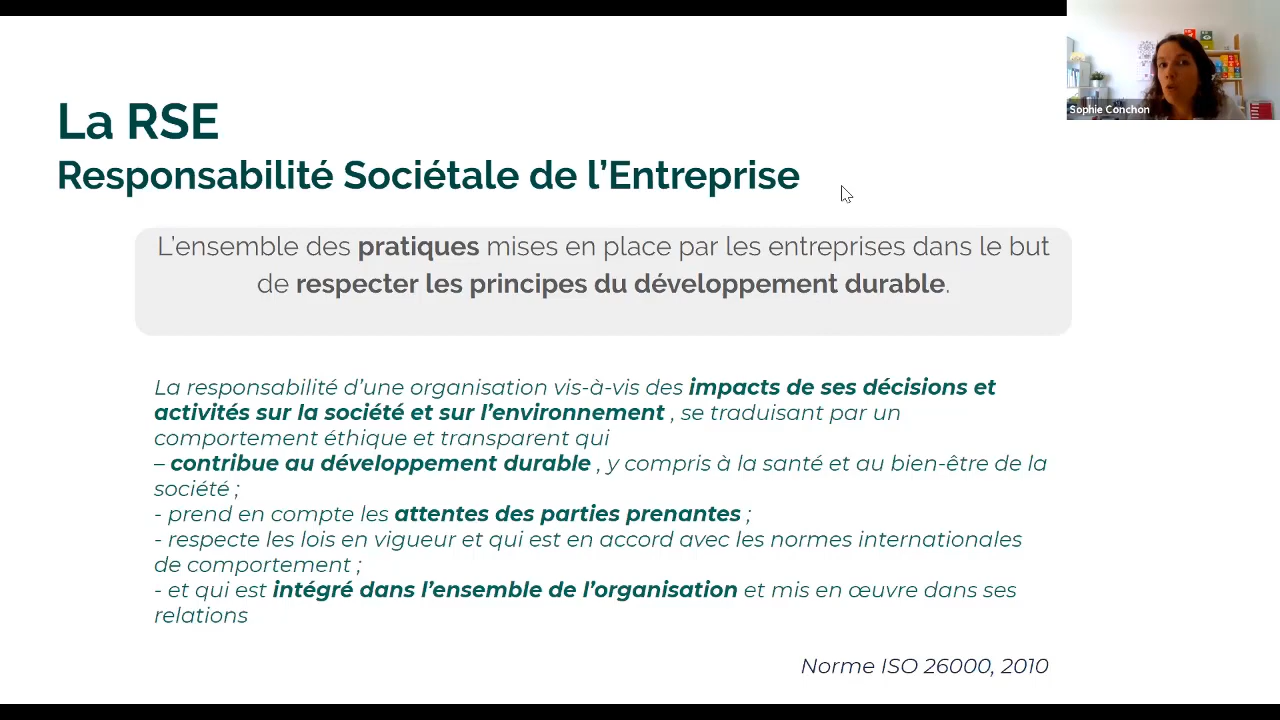 La RSE
Responsabilité Sociétale de l'Entreprise
Sophie Conchon
L'ensemble des pratiques mises en place par les entreprises dans le but
de respecter les principes du développement durable.
La responsabilité d'une organisation vis-à-vis des impacts de ses décisions et
activités sur la société et sur l'environnement , se traduisant par un
comportement éthique et transparent qui
– contribue au développement durable , y compris à la santé et au bien-être de la
société ;
- prend en compte les attentes des parties prenantes ;
- respecte les lois en vigueur et qui est en accord avec les normes internationales
de comportement ;
- et qui est intégré dans l'ensemble de l'organisation et mis en œuvre dans ses
relations
Norme ISO 26000, 2010